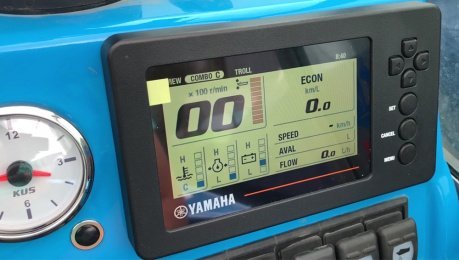 VIEW COMBO C TROLL 8:40
x 100 r/min
00
ECON
km/L
0.0
SPEED - km/h
AVAL L
FLOW 0.0 L/h
H H H
C L L
YAMAHA
SET
CANCEL
MENU
12
3
6
KUS